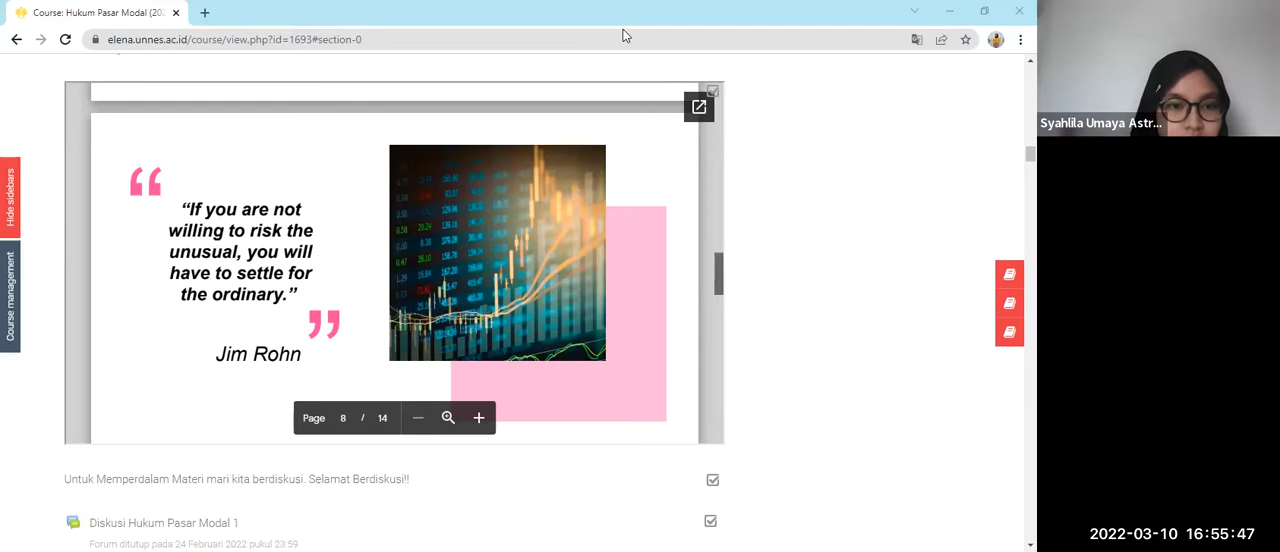 Course: Hukum Pasar Modal (202
elena.unnes.ac.id/course/view.php?id=1693#section-0
Hide sidebars
Course management
“If you are not
willing to risk the
unusual, you will
have to settle for
the ordinary.”
Jim Rohn
Page 8 / 14
Untuk Memperdalam Materi mari kita berdiskusi. Selamat Berdiskusi!!
Diskusi Hukum Pasar Modal 1
Forum ditutup pada 24 Februari 2022 pukul 23:59
Syahlila Umaya Astr...
2022-03-10 16:55:47